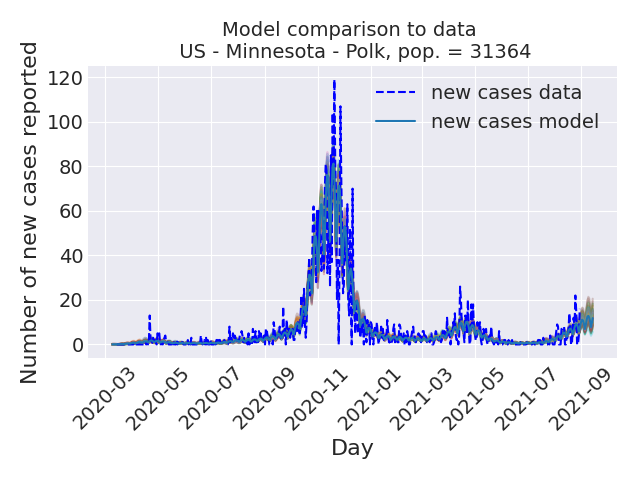 Model comparison to data
US - Minnesota - Polk, pop. = 31364
Number of new cases reported
120
100
80
60
40
20
0
new cases data
new cases model
2020-03
2020-05
2020-07
2020-09
2020-11
2021-01
2021-03
2021-05
2021-07
2021-09
Day